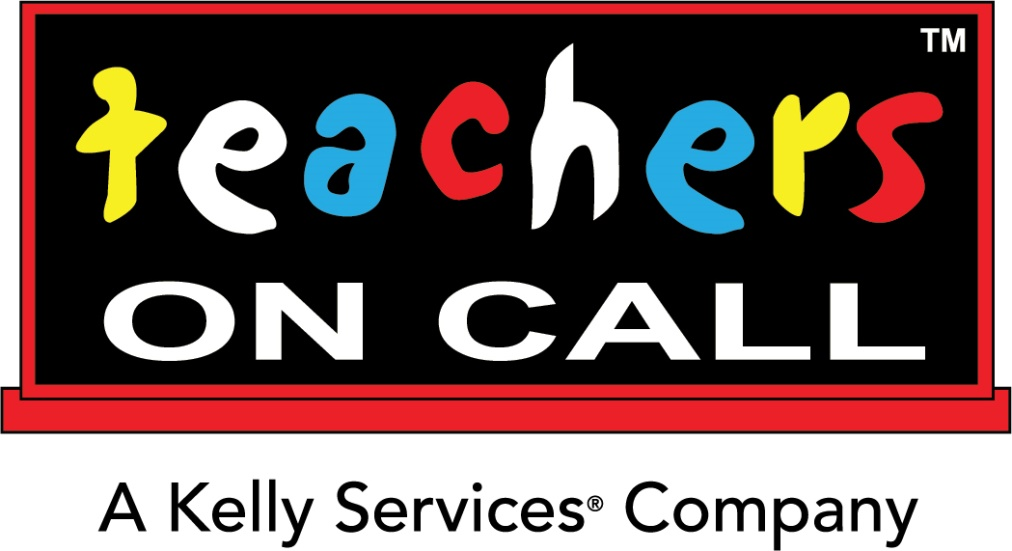 teachers™
ON CALL
A Kelly Services® Company